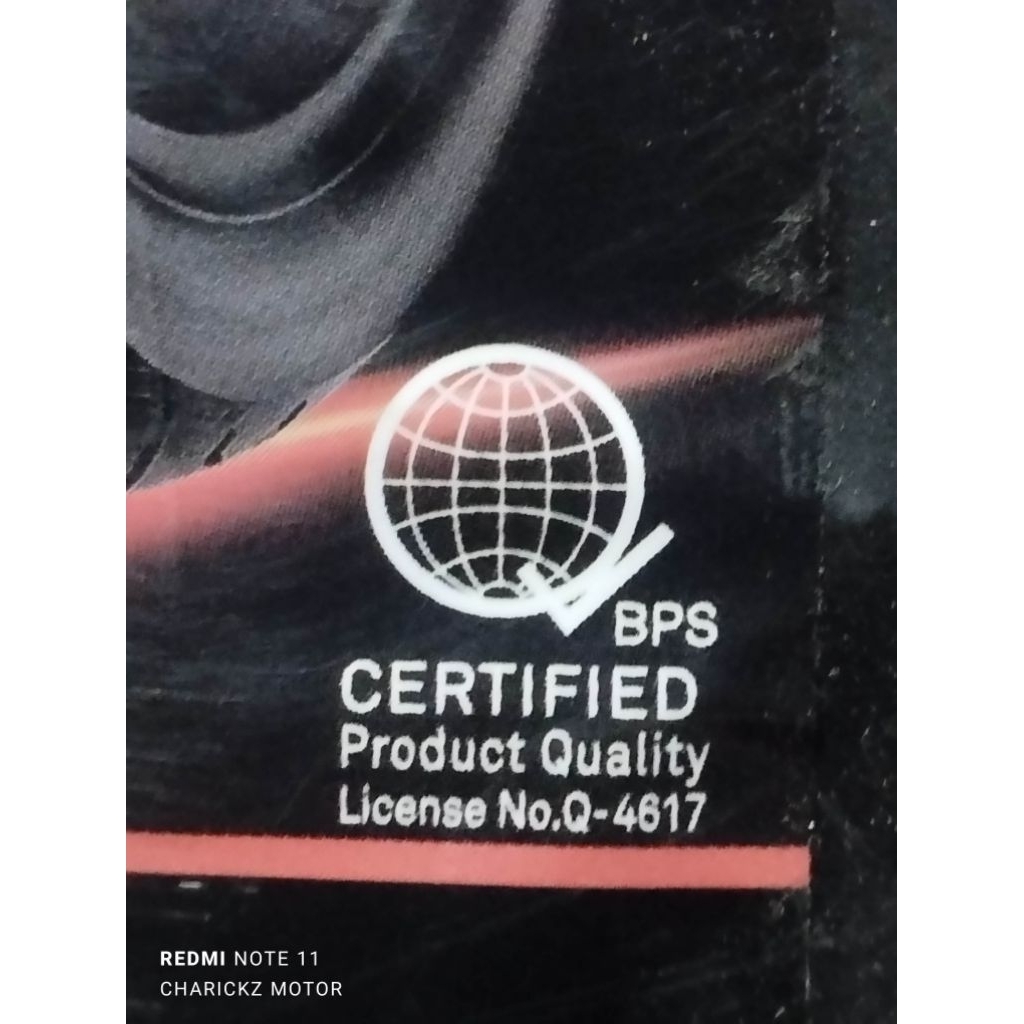 BPS
CERTIFIED
Product Quality
License No.Q-4617
REDMI NOTE 11
CHARICKZ MOTOR